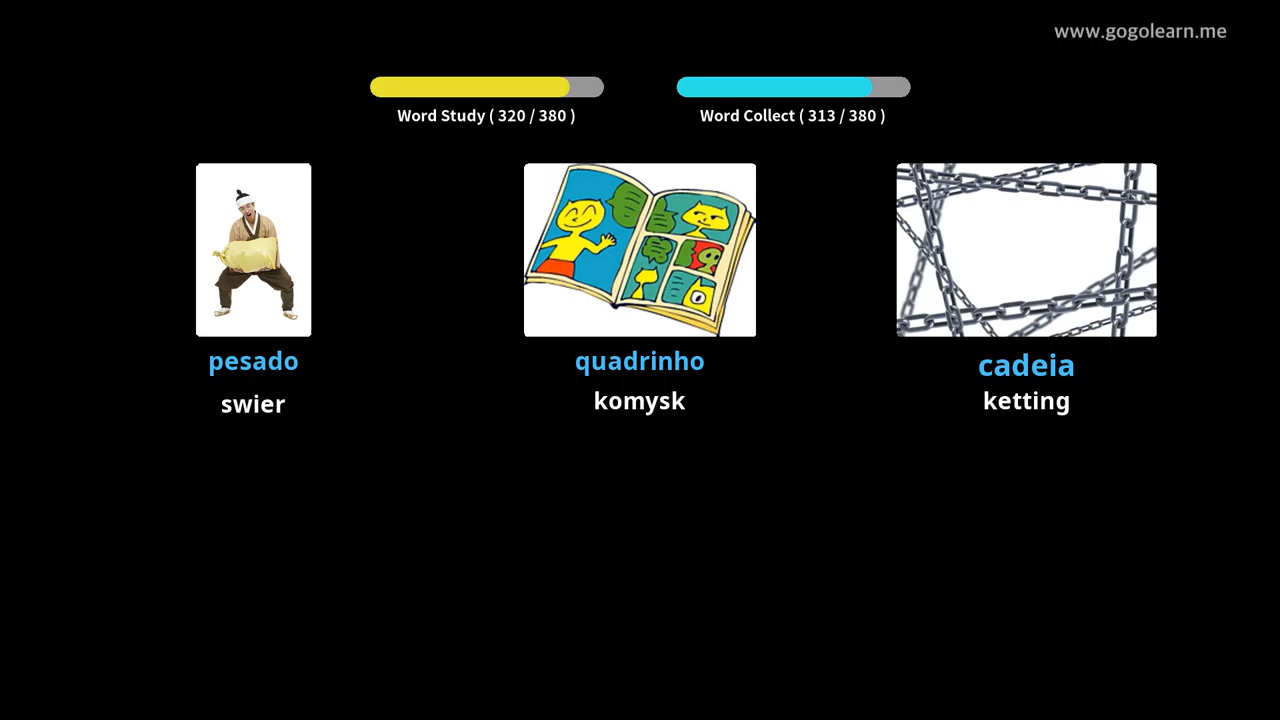 www.gogolearn.me
Word Study ( 320 / 380 )
Word Collect ( 313 / 380 )
pesado
quadrinho
cadeia
swier
komysk
ketting